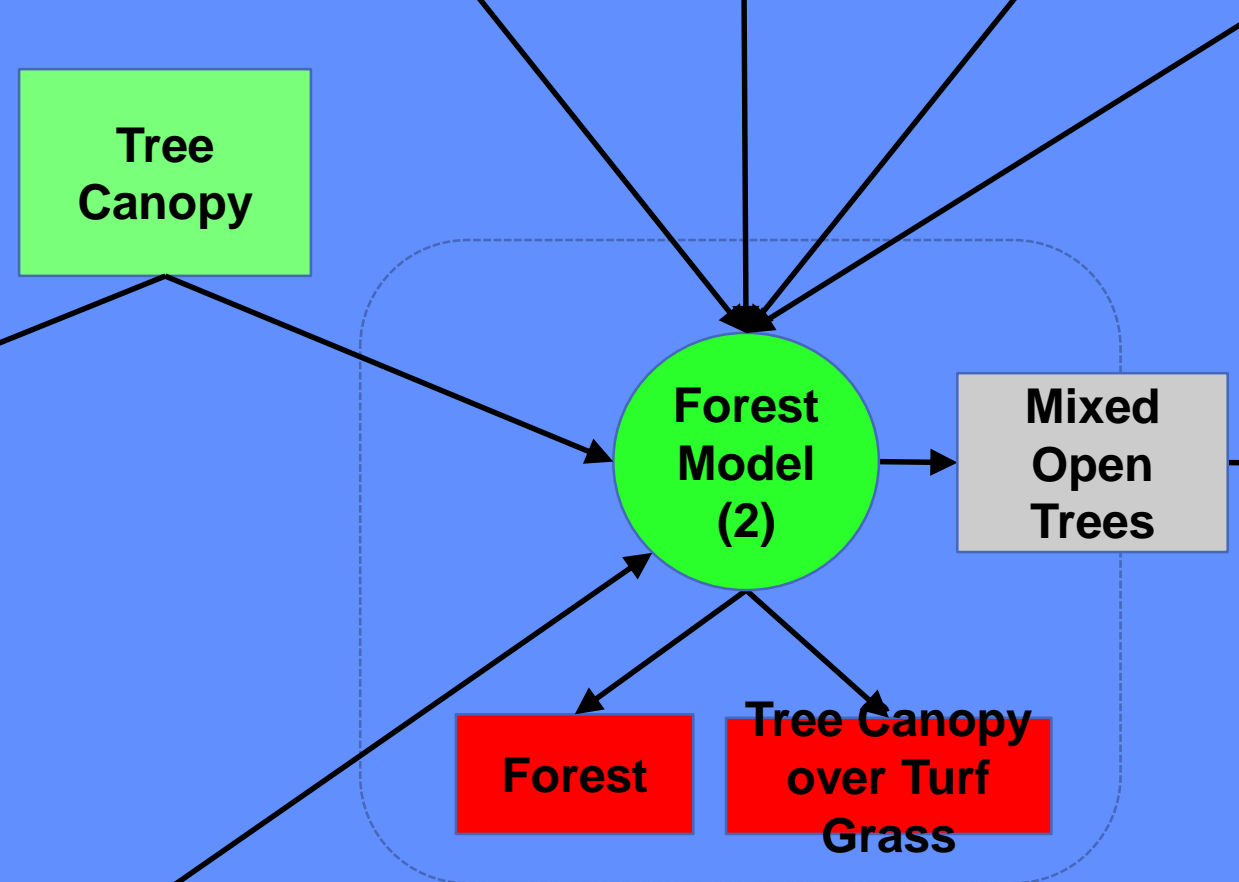 Tree
Canopy
Forest
Model
(2)
Mixed
Open
Trees
Forest
Tree Canopy
over Turf
Grass